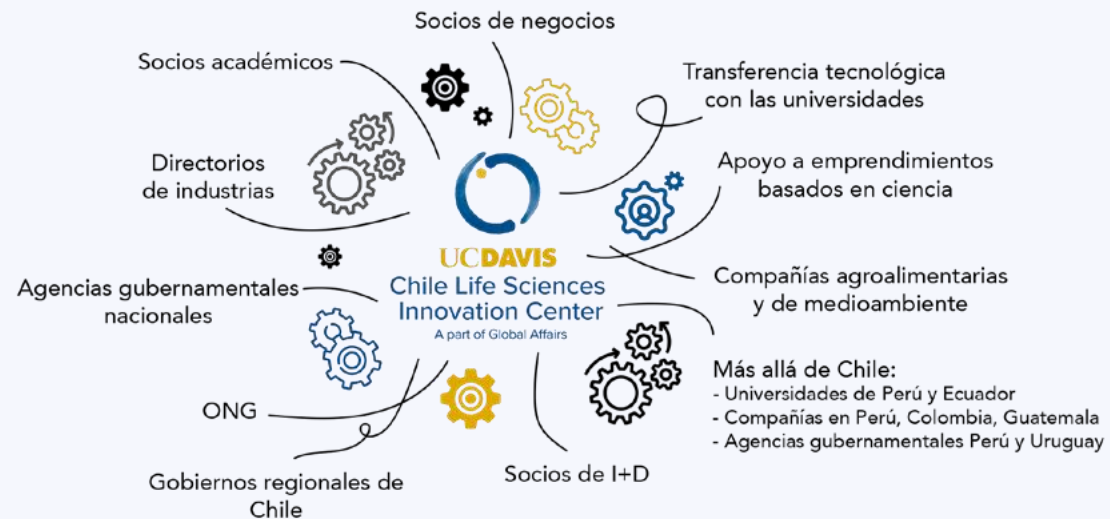 Socios de negocios
Socios académicos
Transferencia tecnológica
con las universidades
Directorios
de industrias
Apoyo a emprendimientos
basados en ciencia
UC DAVIS
Chile Life Sciences
Innovation Center
A part of Global Affairs
Agencias gubernamentales
nacionales
Compañías agroalimentarias
y de medioambiente
Más allá de Chile:
- Universidades de Perú y Ecuador
- Compañías en Perú, Colombia, Guatemala
- Agencias gubernamentales Perú y Uruguay
ONG
Gobiernos regionales de
Chile
Socios de I+D